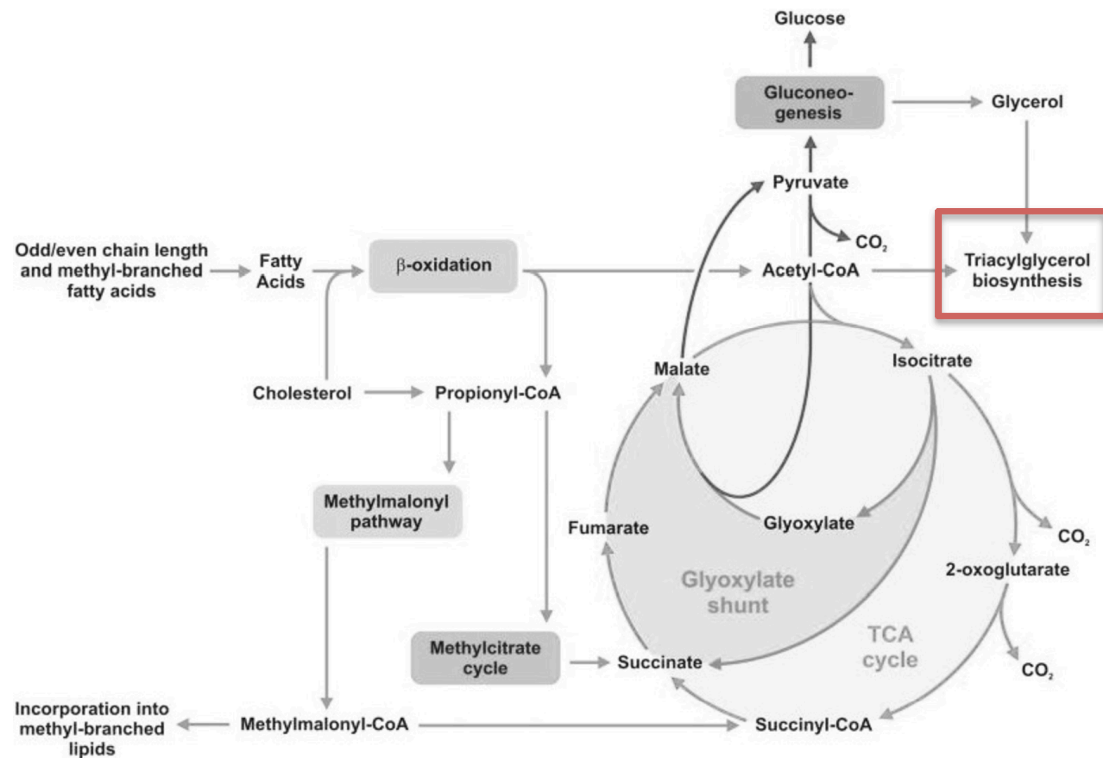 Glucose
Gluconeo-
genesis
Glycerol
Pyruvate
CO₂
Odd/even chain length
and methyl-branched
fatty acids
Fatty
Acids
β-oxidation
Acetyl-CoA
Triacylglycerol
biosynthesis
Malate
Isocitrate
Cholesterol
Propionyl-CoA
Methylmalonyl
pathway
Fumarate
Glyoxylate
CO₂
2-oxoglutarate
Glyoxylate
shunt
TCA
cycle
Methylcitrate
cycle
Succinate
CO₂
Incorporation into
methyl-branched
lipids
Methylmalonyl-CoA
Succinyl-CoA